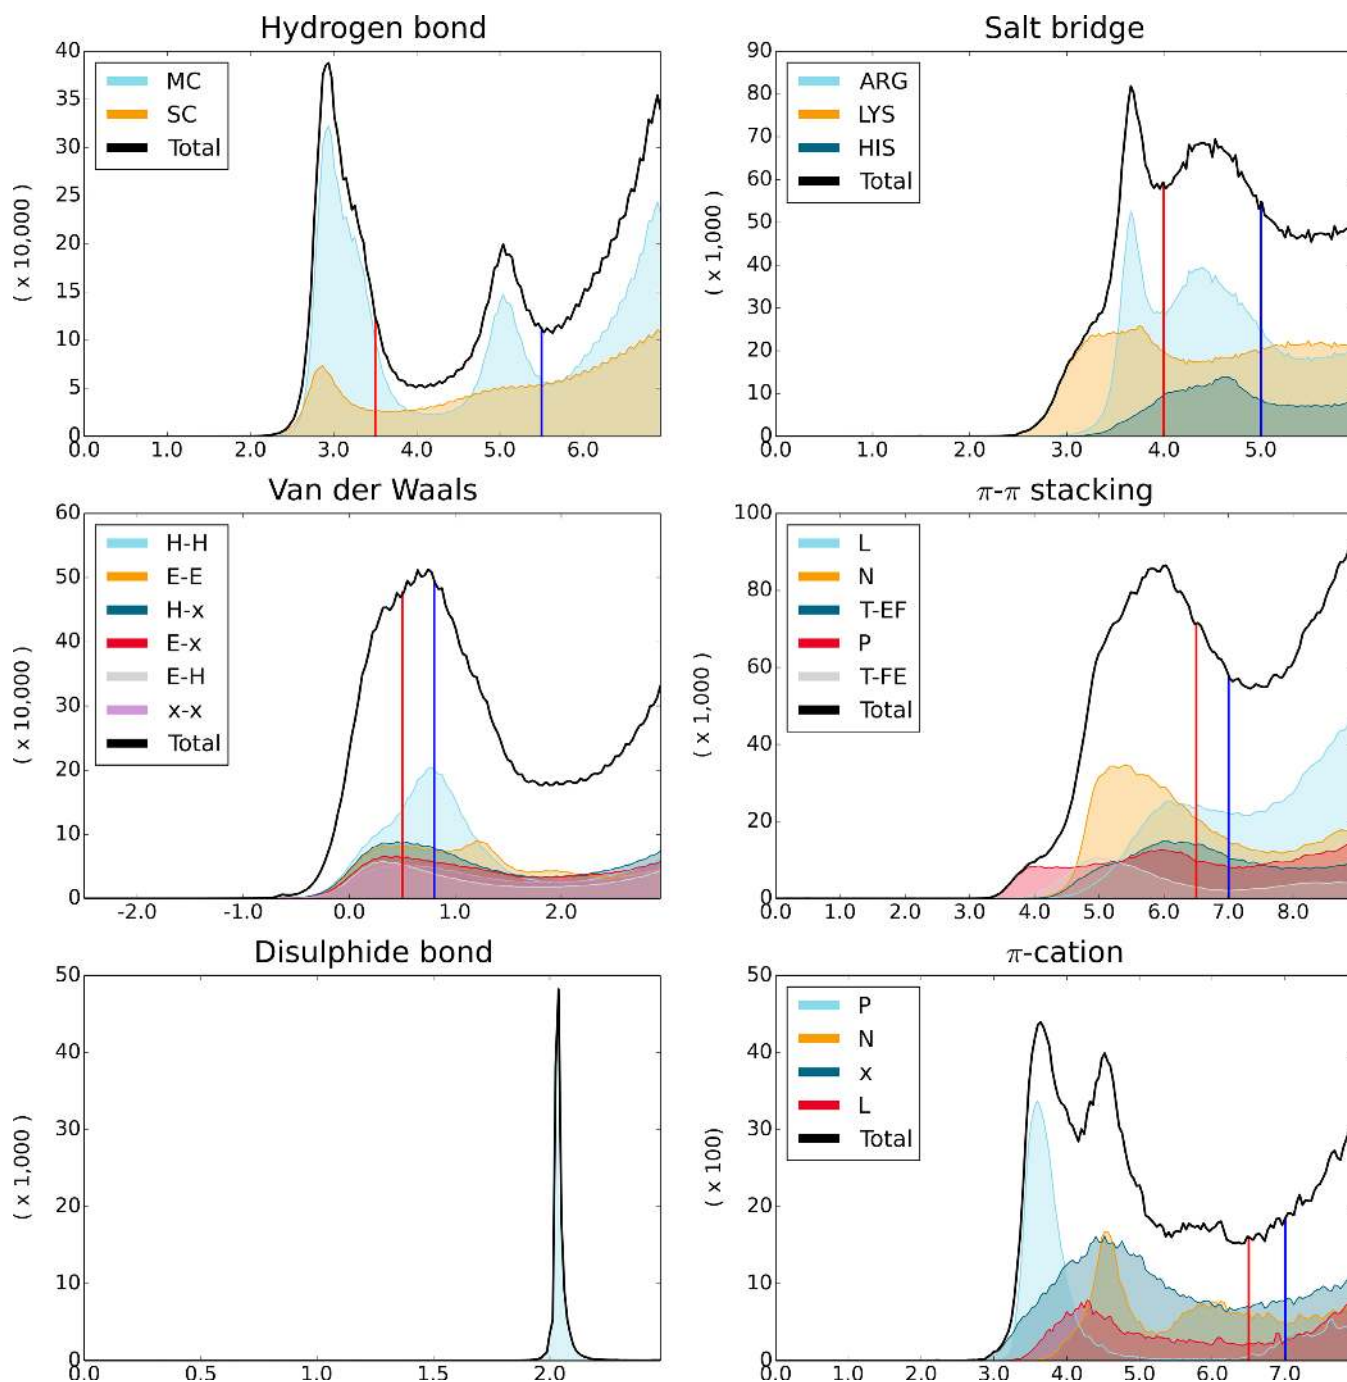 Hydrogen bond
40
35
30
25
20
15
10
5
0
( x 10,000 )
MC
SC
Total
0.0 1.0 2.0 3.0 4.0 5.0 6.0
Salt bridge
90
80
70
60
50
40
30
20
10
0
( x 1,000 )
ARG
LYS
HIS
Total
0.0 1.0 2.0 3.0 4.0 5.0
Van der Waals
60
50
40
30
20
10
0
( x 10,000 )
H-H
E-E
H-x
E-x
E-H
x-x
Total
-2.0 -1.0 0.0 1.0 2.0
π-π stacking
100
80
60
40
20
0
( x 1,000 )
L
N
T-EF
P
T-FE
Total
0.0 1.0 2.0 3.0 4.0 5.0 6.0 7.0 8.0
Disulphide bond
50
40
30
20
10
0
( x 1,000 )
0.0 0.5 1.0 1.5 2.0
π-cation
50
40
30
20
10
0
( x 100)
P
N
x
L
Total
0.0 1.0 2.0 3.0 4.0 5.0 6.0 7.0